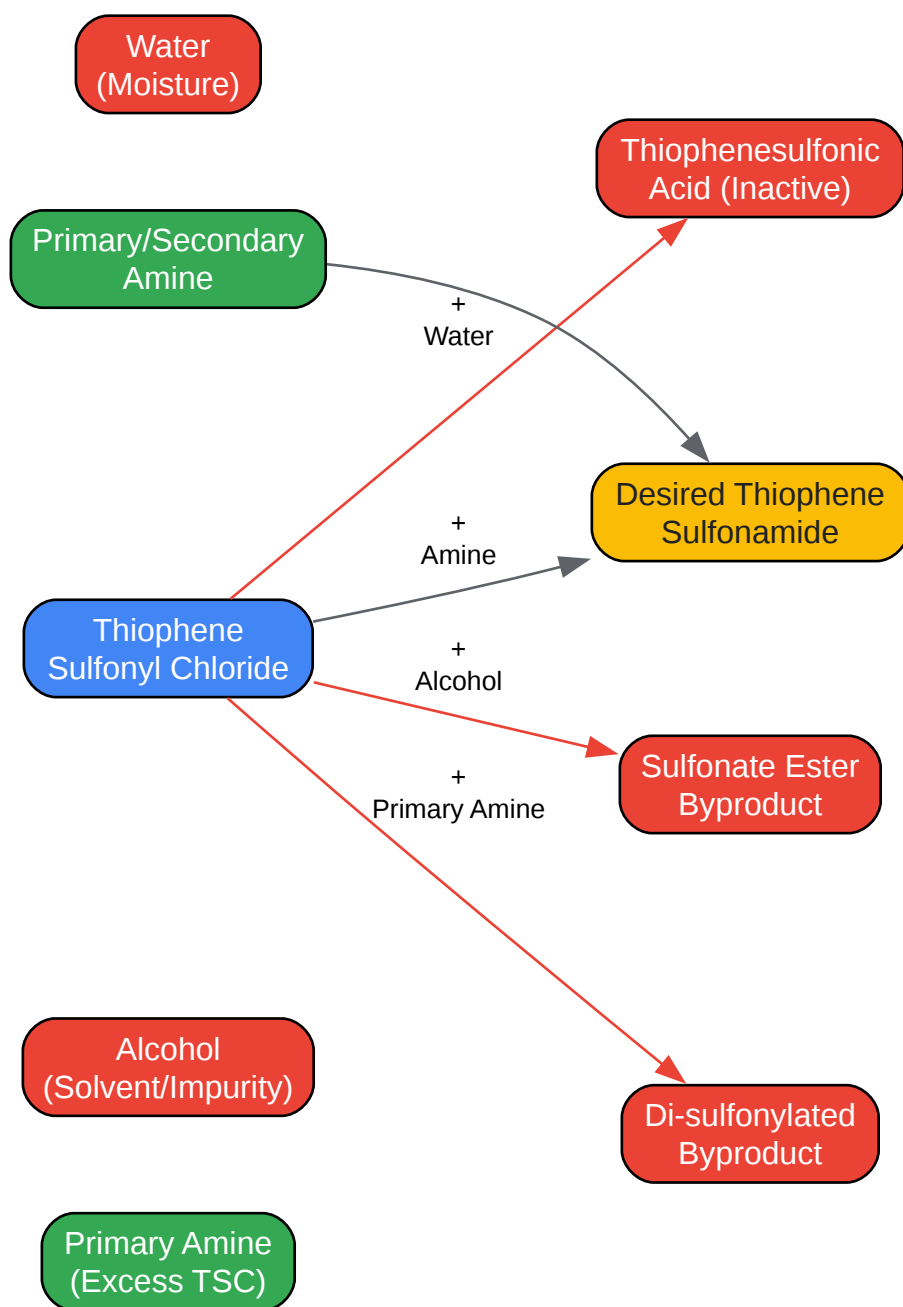 Water
(Moisture)
Thiophenesulfonic
Acid (Inactive)
Primary/Secondary
Amine
+
Water
Desired Thiophene
Sulfonamide
+
Amine
Thiophene
Sulfonyl Chloride
+
Alcohol
Sulfonate Ester
Byproduct
+
Primary Amine
Alcohol
(Solvent/Impurity)
Di-sulfonylated
Byproduct
Primary Amine
(Excess TSC)